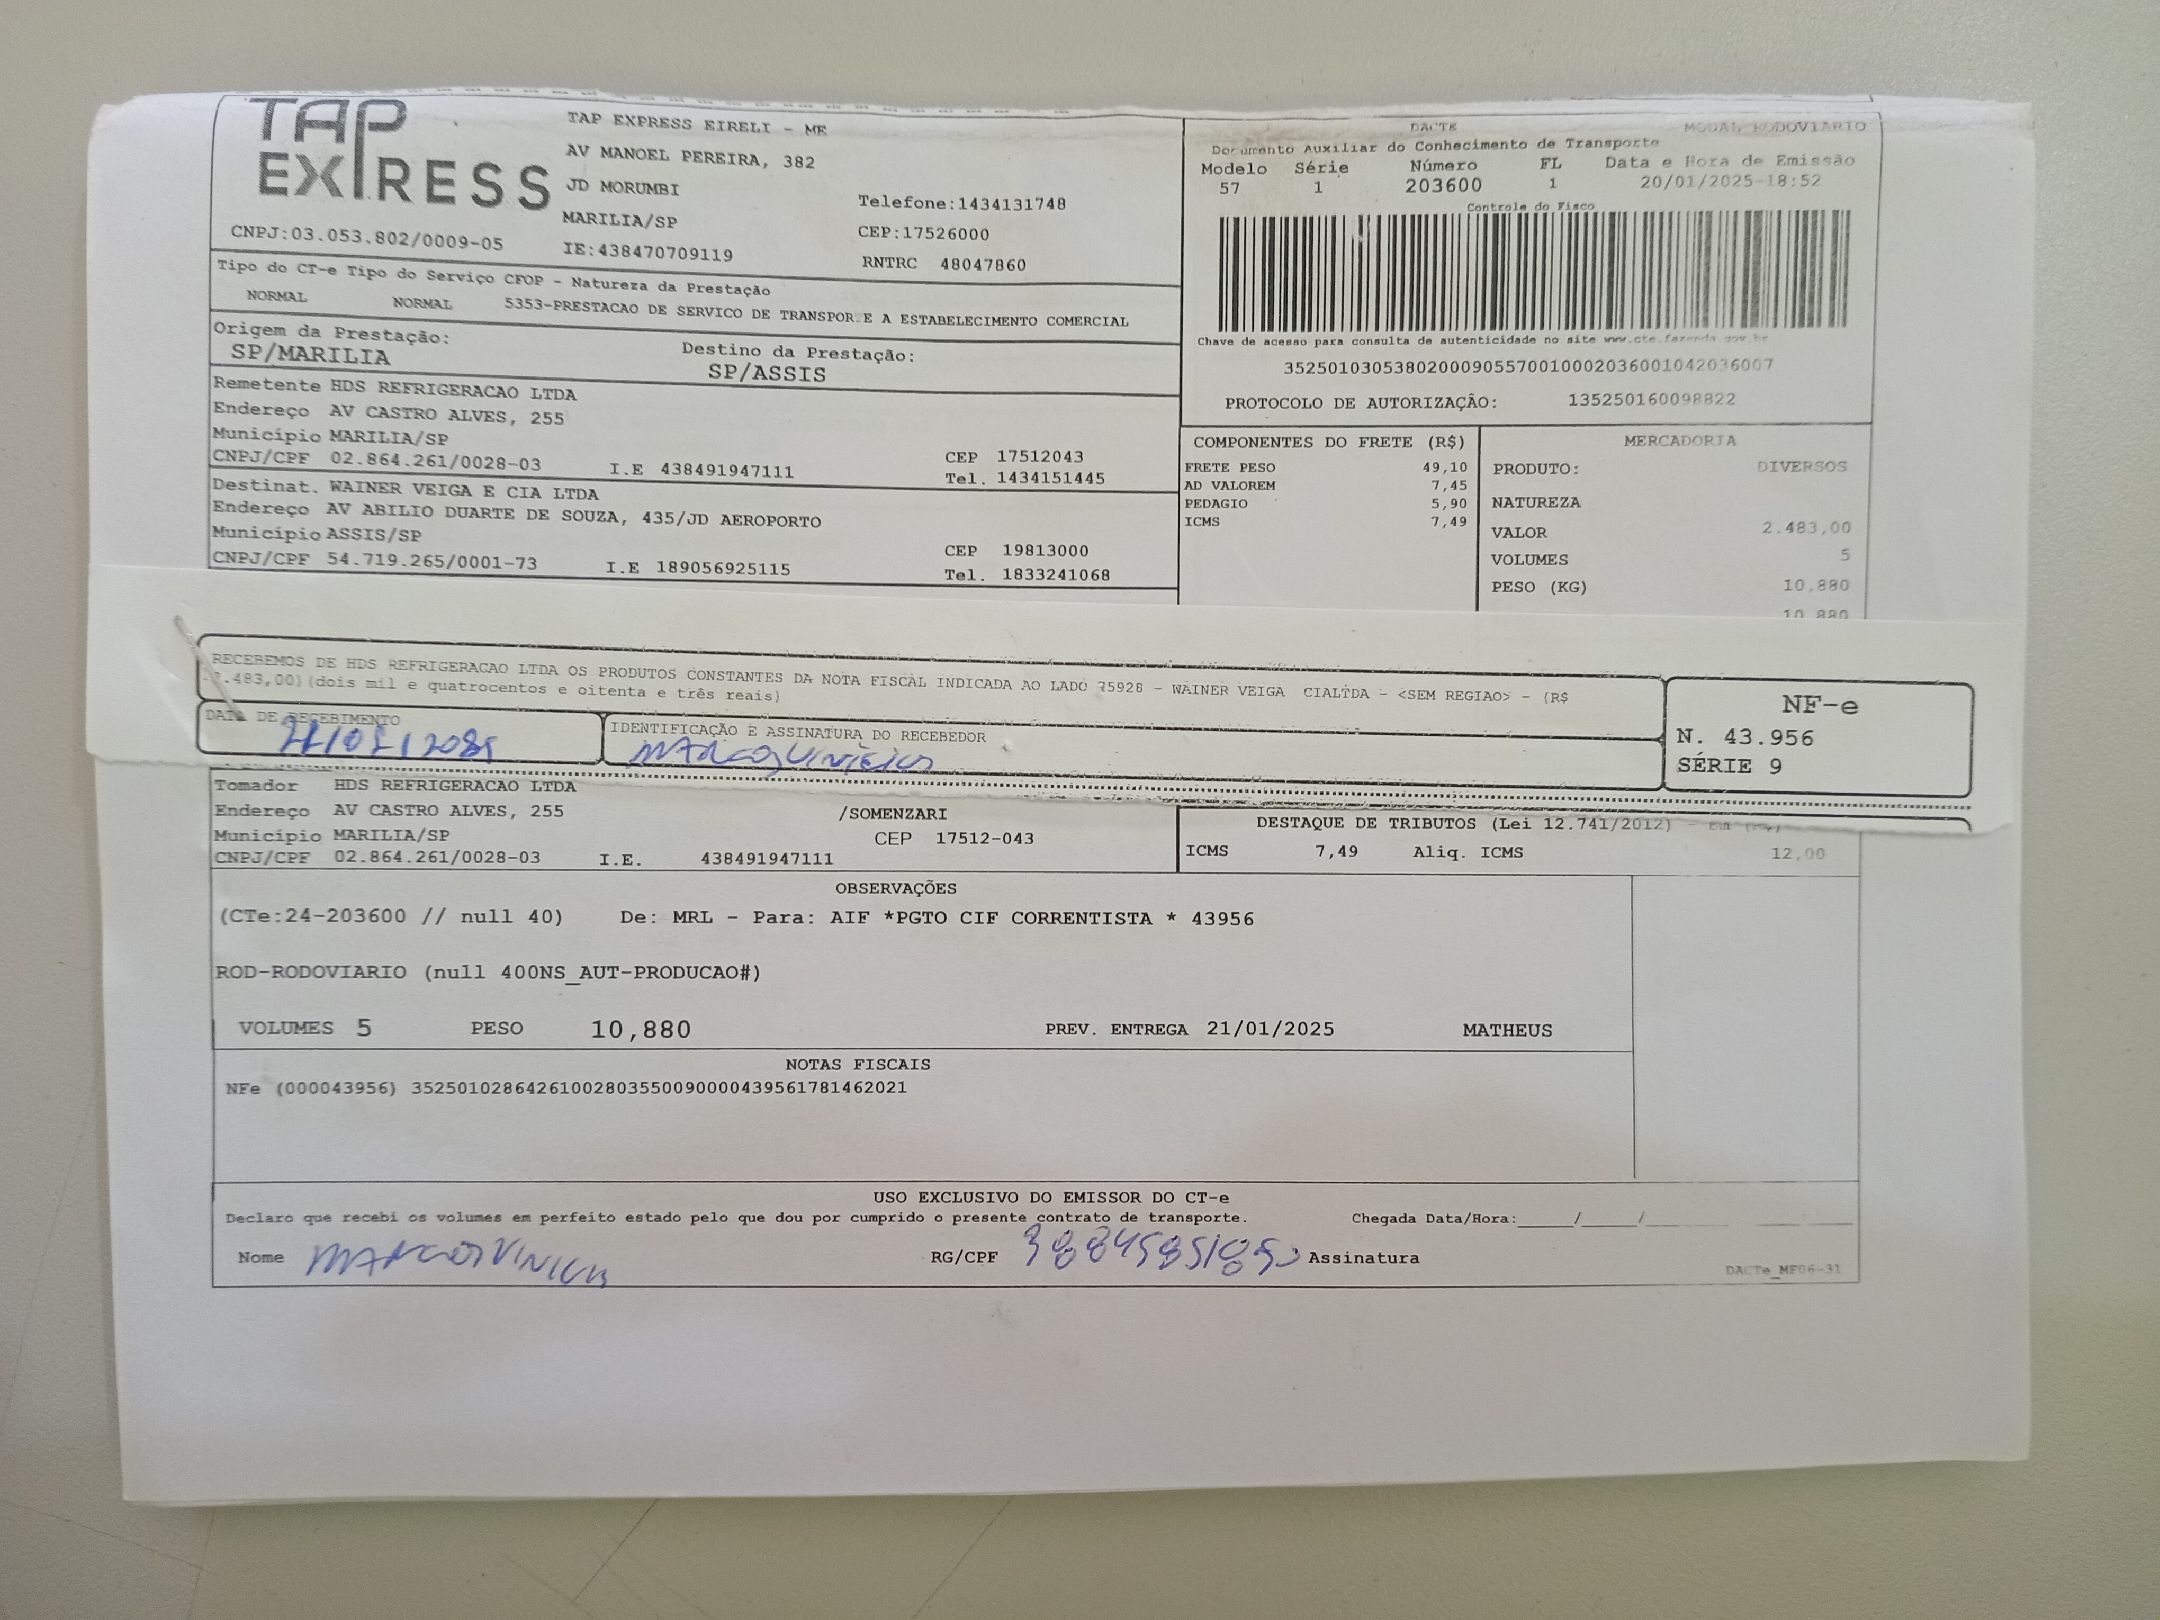 TAP EXPRESS
TAP EXPRESS EIRELI - ME
AV MANOEL PEREIRA, 382
JD MORUMBI
MARILIA/SP
Telefone:1434131748
CEP:17526000
CNPJ:03.053.802/0009-05
IE:438470709119
RNTRC 48047860
DACTE MODAL RODOVIARIO
Documento Auxiliar do Conhecimento de Transporte
Modelo Série Número FL Data e Hora de Emissão
57 1 203600 1 20/01/2025-18:52
Controle do Fisco
Chave de acesso para consulta de autenticidade no site www.cte.fazenda.gov.br
35250103053802000905570010002036001042036007
PROTOCOLO DE AUTORIZAÇÃO: 135250160098822
Tipo do CT-e Tipo do Serviço CFOP - Natureza da Prestação
NORMAL NORMAL 5353-PRESTACAO DE SERVICO DE TRANSPOR E A ESTABELECIMENTO COMERCIAL
Origem da Prestação:
SP/MARILIA
Destino da Prestação:
SP/ASSIS
Remetente HDS REFRIGERACAO LTDA
Endereço AV CASTRO ALVES, 255
Município MARILIA/SP
CEP 17512043
CNPJ/CPF 02.864.261/0028-03 I.E 438491947111 Tel. 1434151445
Destinat. WAINER VEIGA E CIA LTDA
Endereço AV ABILIO DUARTE DE SOUZA, 435/JD AEROPORTO
Município ASSIS/SP
CEP 19813000
CNPJ/CPF 54.719.265/0001-73 I.E 189056925115 Tel. 1833241068
COMPONENTES DO FRETE (R$)
FRETE PESO 49,10
AD VALOREM 7,45
PEDAGIO 5,90
ICMS 7,49
MERCADORIA
PRODUTO: DIVERSOS
NATUREZA
VALOR 2.483,00
VOLUMES 5
PESO (KG) 10,880
10,880
RECEBEMOS DE HDS REFRIGERACAO LTDA OS PRODUTOS CONSTANTES DA NOTA FISCAL INDICADA AO LADO 75928 - WAINER VEIGA CIALTDA - <SEM REGIAO> - (R$
.483,00)(dois mil e quatrocentos e oitenta e três reais)
DATA DE RECEBIMENTO
IDENTIFICAÇÃO E ASSINATURA DO RECEBEDOR
MARCOS VINICIUS
NF-e
N. 43.956
SÉRIE 9
Tomador HDS REFRIGERACAO LTDA
Endereço AV CASTRO ALVES, 255 /SOMENZARI
Município MARILIA/SP CEP 17512-043
CNPJ/CPF 02.864.261/0028-03 I.E. 438491947111
DESTAQUE DE TRIBUTOS (Lei 12.741/2012)
ICMS 7,49 Aliq. ICMS 12,00
OBSERVAÇÕES
(CTe:24-203600 // null 40) De: MRL - Para: AIF *PGTO CIF CORRENTISTA * 43956
ROD-RODOVIARIO (null 400NS_AUT-PRODUCAO#)
VOLUMES 5 PESO 10,880 PREV. ENTREGA 21/01/2025 MATHEUS
NOTAS FISCAIS
NFe (000043956) 35250102864261002803550090000439561781462021
USO EXCLUSIVO DO EMISSOR DO CT-e
Declaro que recebi os volumes em perfeito estado pelo que dou por cumprido o presente contrato de transporte. Chegada Data/Hora:_____/_____/_____
Nome MARCOS VINICIUS RG/CPF Assinatura
DACTe_MF06-31